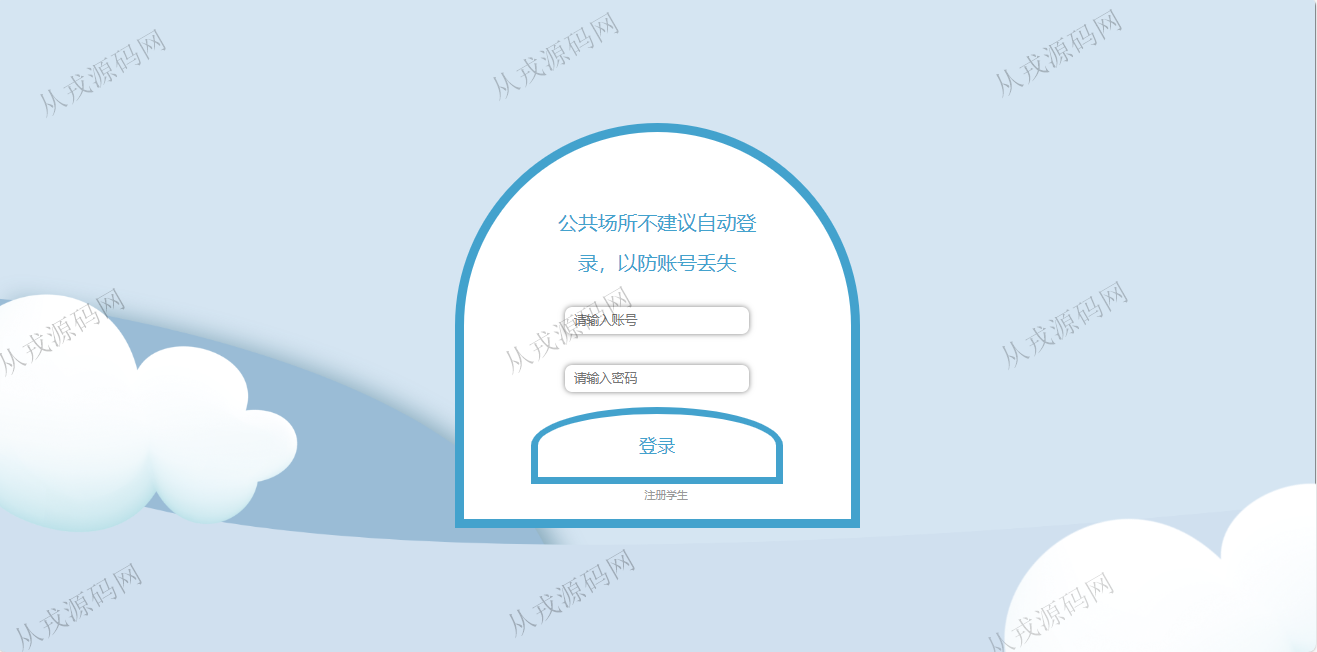 从戎源码网
从戎源码网
从戎源码网
公共场所不建议自动登
录，以防账号丢失
从戎源码网
从戎源码网
从戎源码网
请输入账号
请输入密码
登录
注册学生
从戎源码网
从戎源码网
从戎源码网